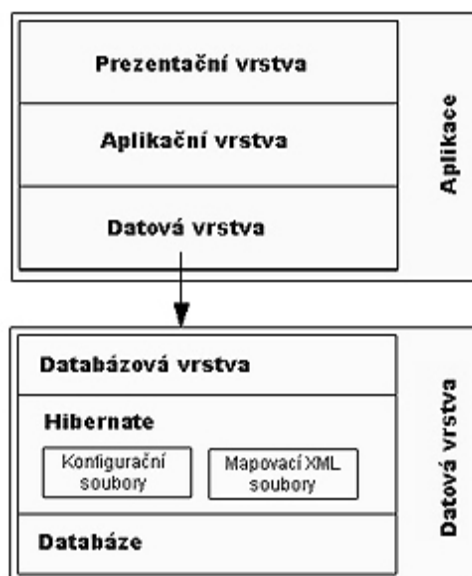 Prezentační vrstva
Aplikační vrstva
Datová vrstva
Aplikace
Databázová vrstva
Hibernate
Konfigurační
soubory
Mapovací XML
soubory
Databáze
Datová vrstva